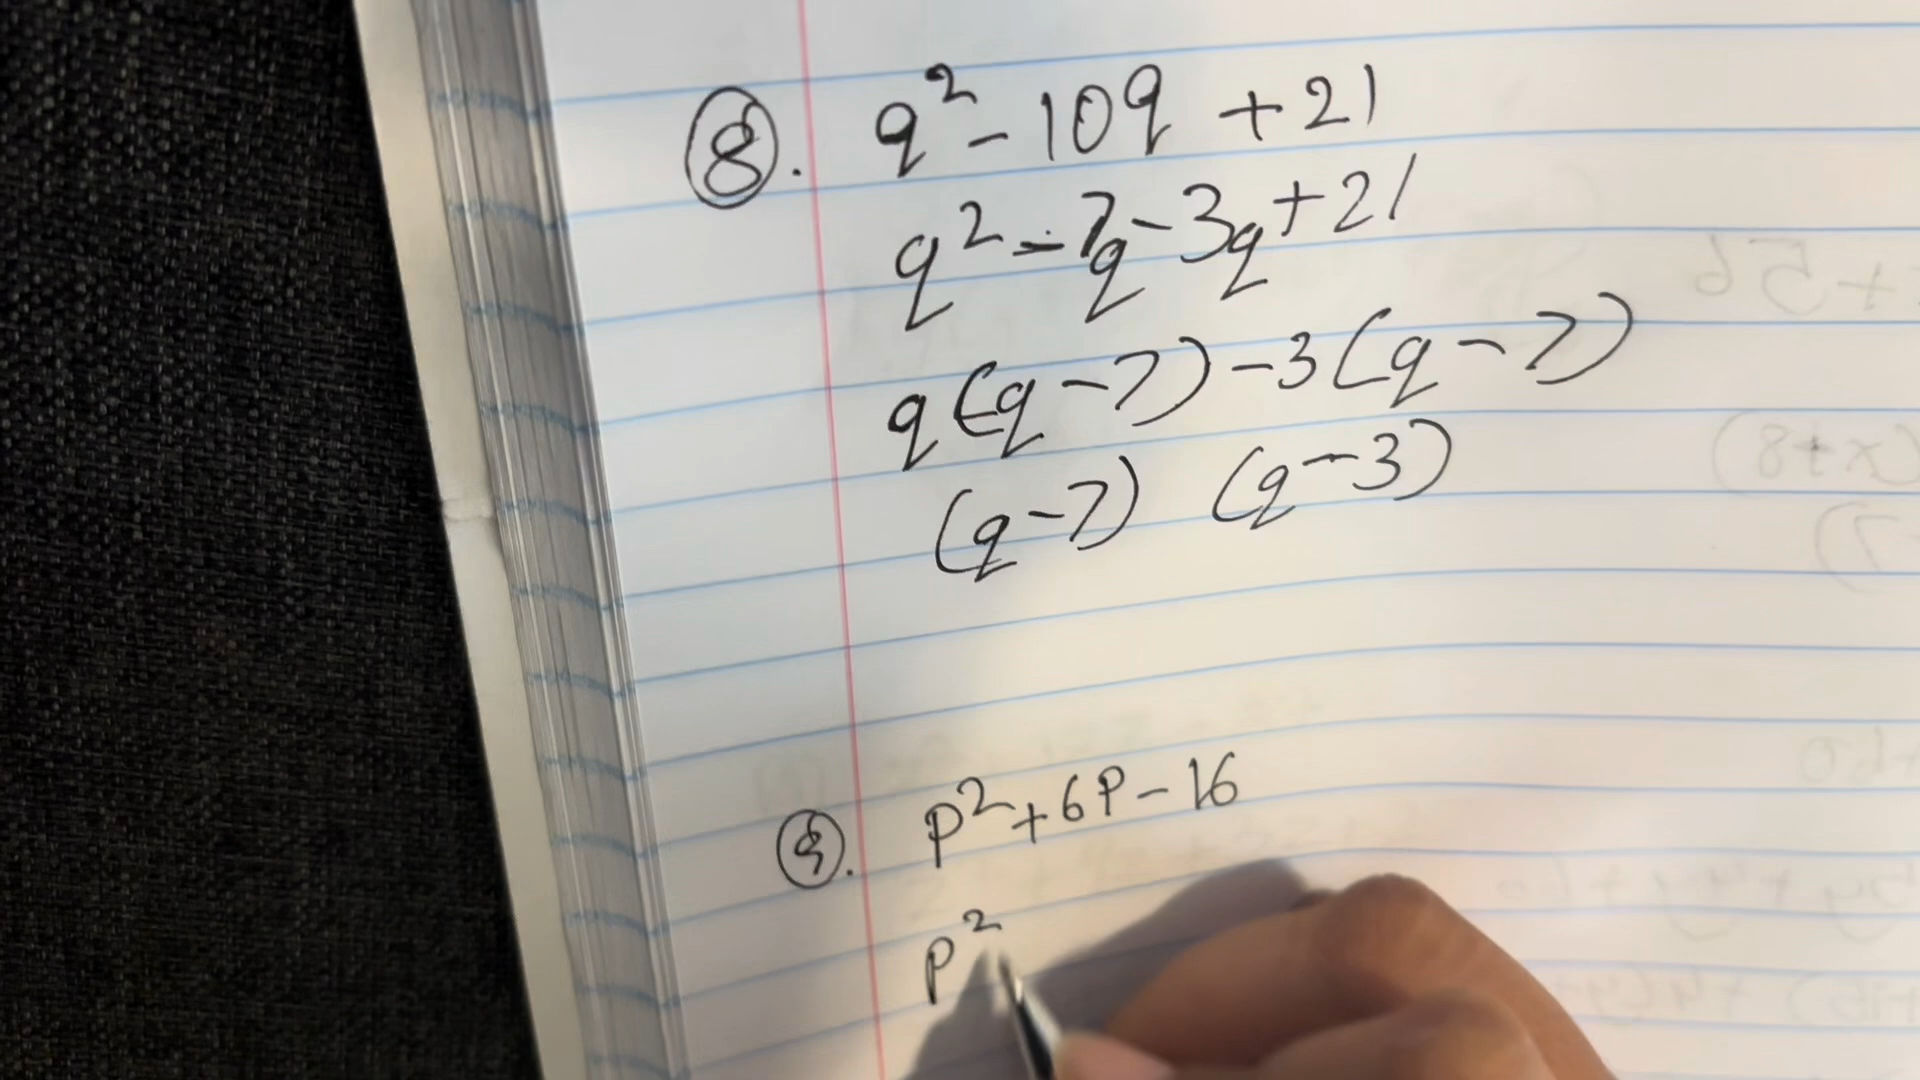 8. q² - 10q + 21
q² - 7q - 3q + 21
q(q - 7) - 3(q - 7)
(q - 7) (q - 3)
9. p² + 6p - 16
p²